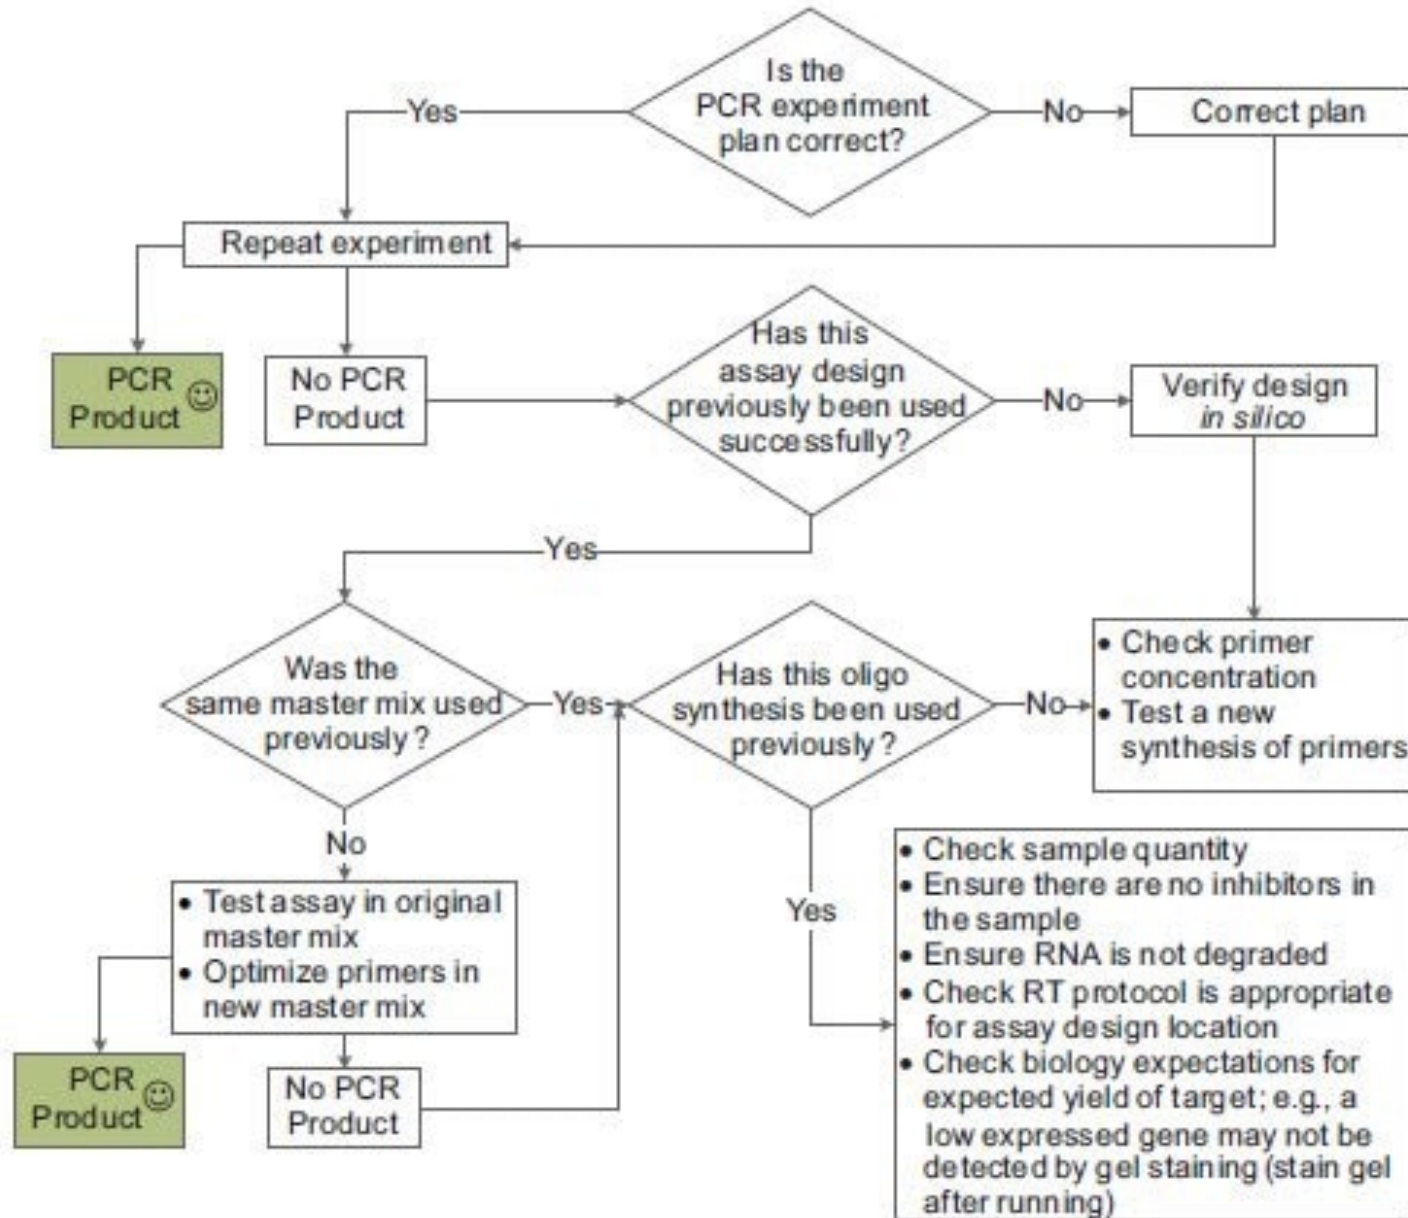 Is the
PCR experiment
plan correct?
Yes
No
Correct plan
Repeat experiment
PCR
Product
No PCR
Product
Has this
assay design
previously been used
successfully?
No
Verify design
in silico
Yes
Was the
same master mix used
previously?
Yes
Has this oligo
synthesis been used
previously?
No
• Check primer
concentration
• Test a new
synthesis of primers
No
• Test assay in original
master mix
• Optimize primers in
new master mix
PCR
Product
No PCR
Product
Yes
• Check sample quantity
• Ensure there are no inhibitors in
the sample
• Ensure RNA is not degraded
• Check RT protocol is appropriate
for assay design location
• Check biology expectations for
expected yield of target; e.g., a
low expressed gene may not be
detected by gel staining (stain gel
after running)